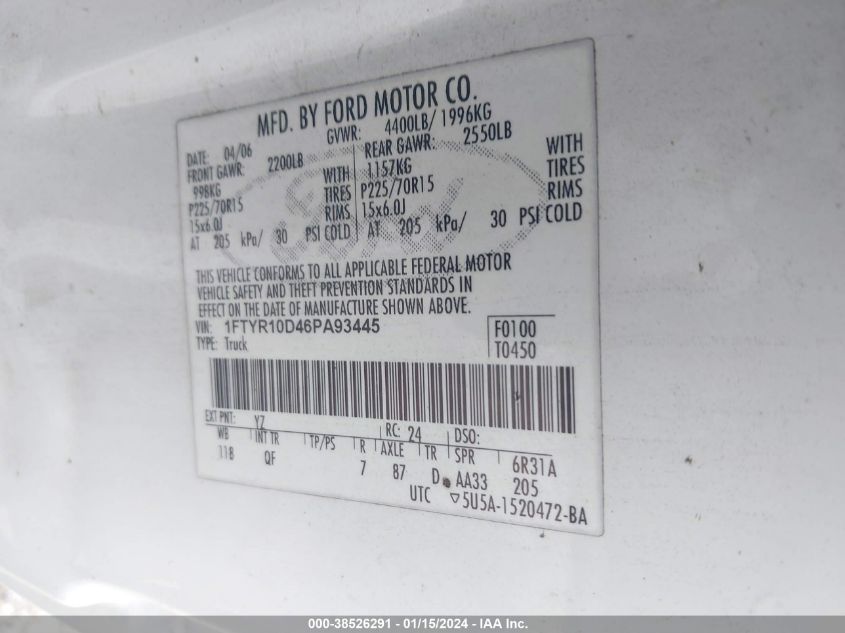 MFD. BY FORD MOTOR CO.
DATE: 04/06 GVWR: 4400LB/ 1996KG
FRONT GAWR: 2200LB REAR GAWR: 2550LB
998KG WITH 1157KG WITH
P225/70R15 TIRES P225/70R15 TIRES
15x6.0J RIMS 15x6.0J RIMS
AT 205 kPa/ 30 PSI COLD AT 205 kPa/ 30 PSI COLD
Ford
THIS VEHICLE CONFORMS TO ALL APPLICABLE FEDERAL MOTOR
VEHICLE SAFETY AND THEFT PREVENTION STANDARDS IN
EFFECT ON THE DATE OF MANUFACTURE SHOWN ABOVE.
VIN: 1FTYR10D46PA93445 F0100
TYPE: Truck T0450
EXT PNT: YZ RC: 24 DSO:
WB INT TR TP/PS R AXLE TR SPR 6R31A
118 QF 7 87 D AA33 205
UTC ▽5U5A-1520472-BA
000-38526291 - 01/15/2024 - IAA Inc.